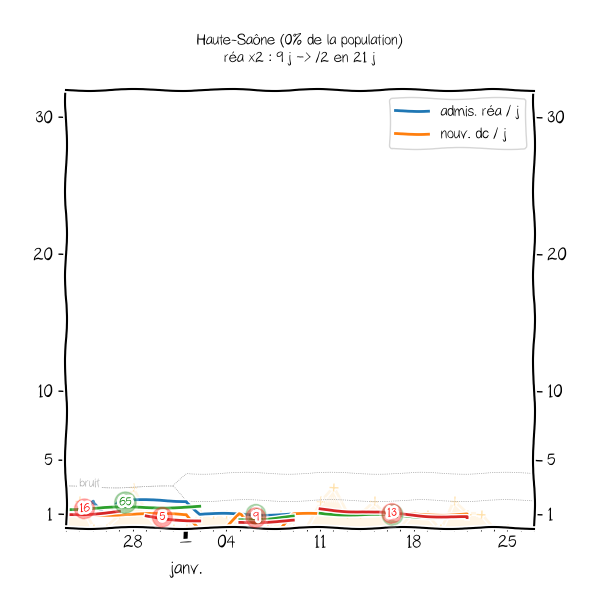 Haute-Saône (0% de la population)
réa x2 : 9 j -> /2 en 21 j
admis. réa / j
nouv. dc / j
30 30
20 20
10 10
5 5
1 1
bruit
16 65 5 9 13
28 04 11 18 25
janv.